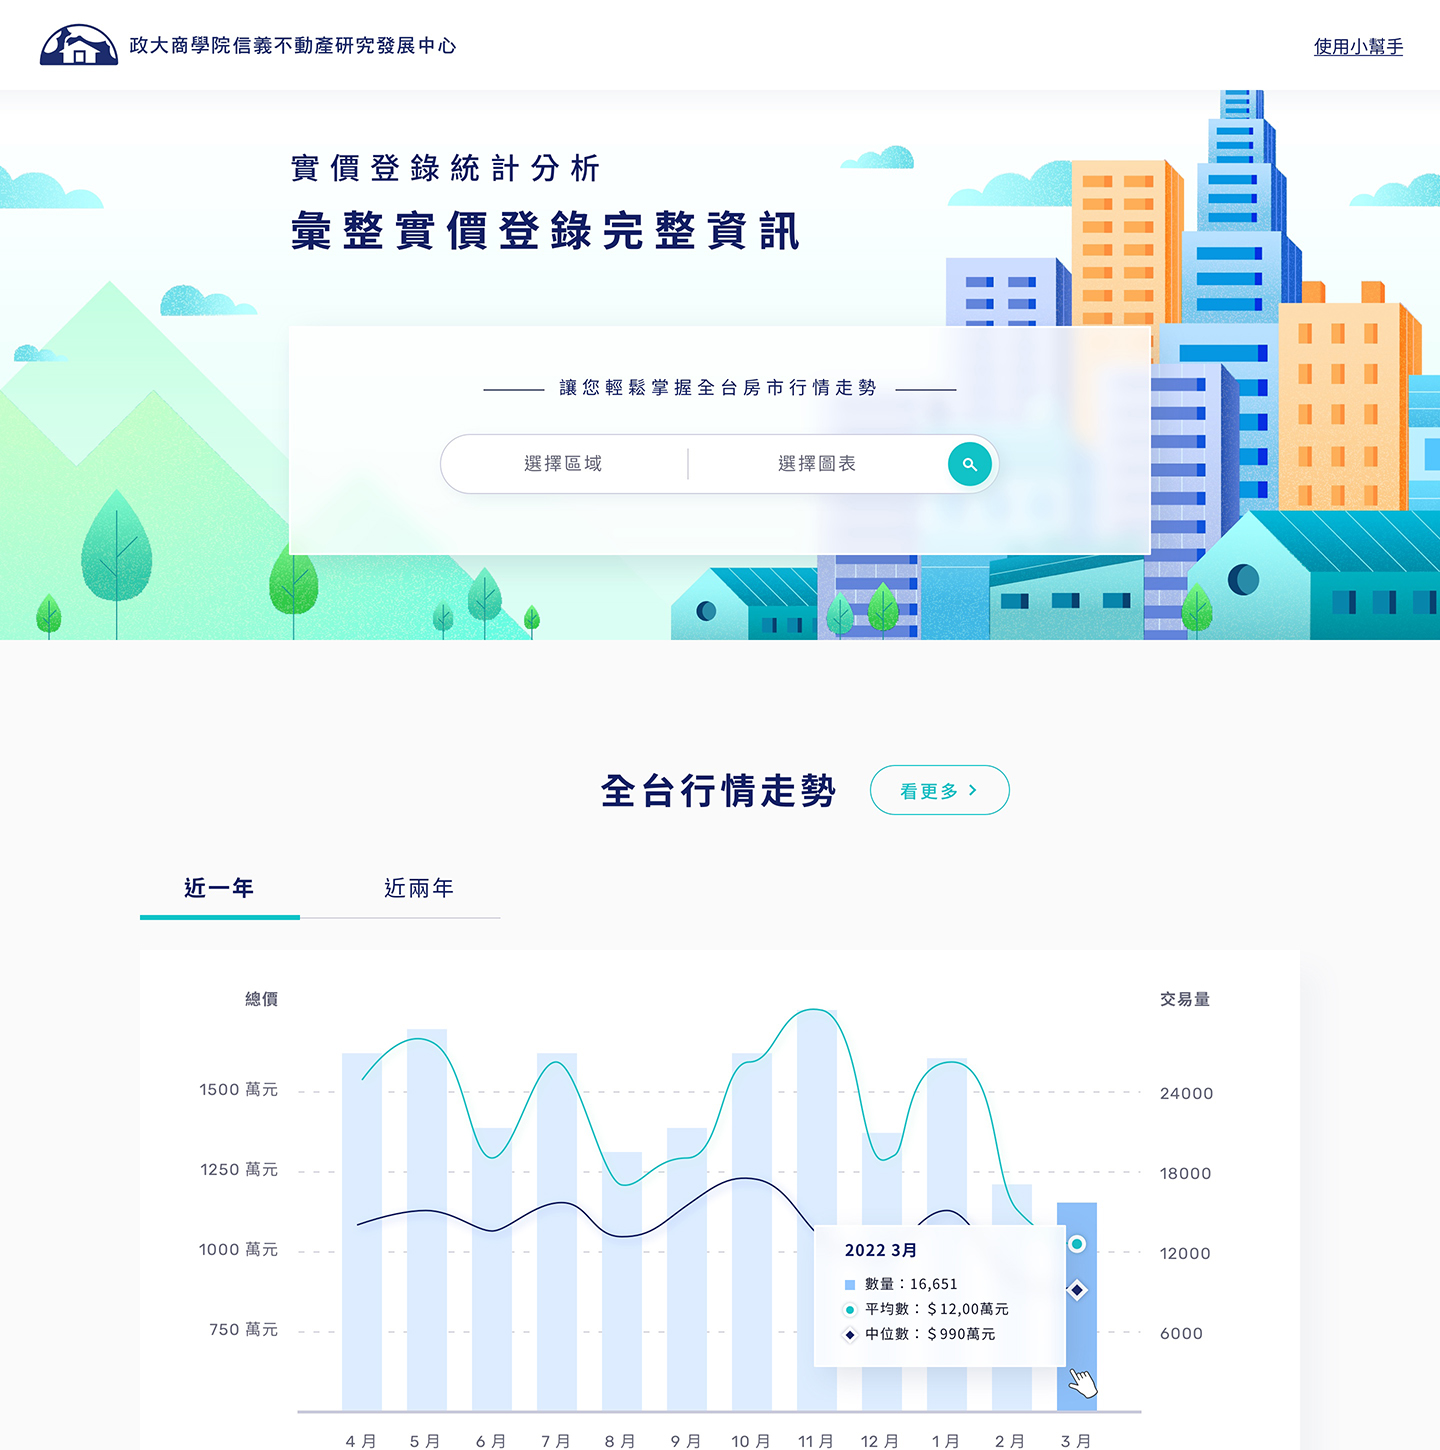 政大商學院信義不動產研究發展中心
使用小幫手
實價登錄統計分析
彙整實價登錄完整資訊
讓您輕鬆掌握全台房市行情走勢
選擇區域
選擇圖表
全台行情走勢
看更多
近一年
近兩年
總價
交易量
1500 萬元
24000
1250 萬元
18000
1000 萬元
12000
750 萬元
6000
2022 3月
數量：16,651
平均數：＄12,00萬元
中位數：＄990萬元
4 月 5 月 6 月 7 月 8 月 9 月 10 月 11 月 12 月 1 月 2 月 3 月